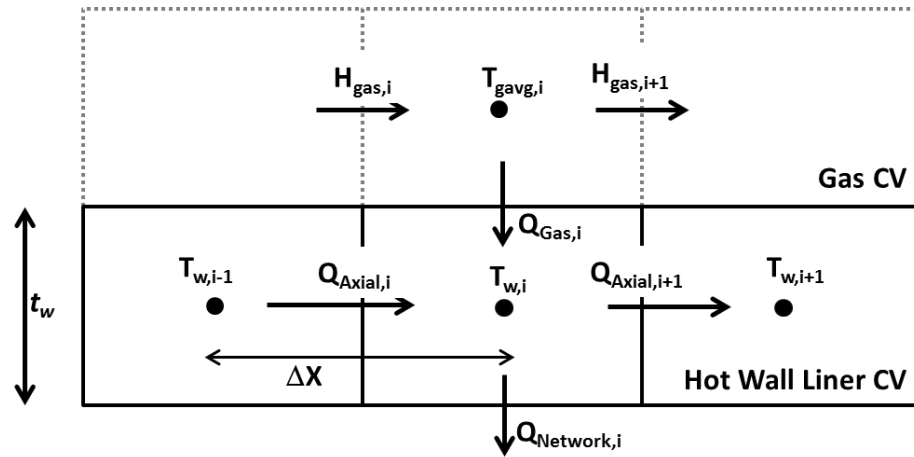 H_gas,i
T_gavg,i
H_gas,i+1
Gas CV
Q_Gas,i
T_w,i-1
Q_Axial,i
T_w,i
Q_Axial,i+1
T_w,i+1
t_w
ΔX
Hot Wall Liner CV
Q_Network,i